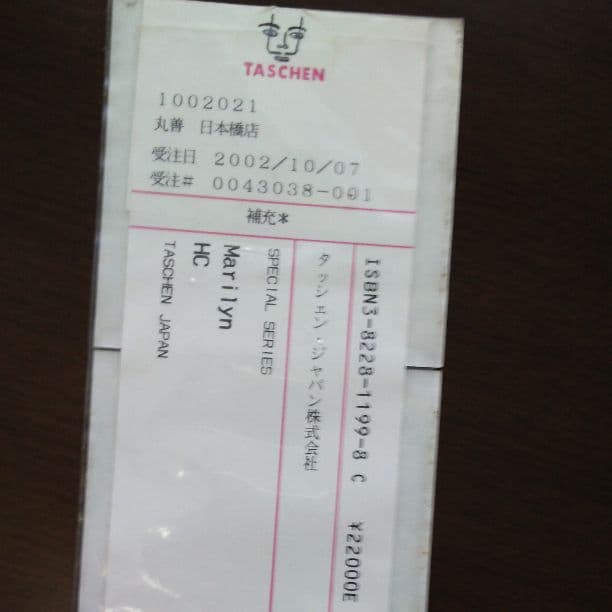 TASCHEN
1002021
丸善 日本橋店
受注日 2002/10/07
受注# 0043038-001
補充*
ISBN3-8228-1199-8 C ¥22000E
タッシェン・ジャパン株式会社
SPECIAL SERIES
Marilyn
HC
TASCHEN JAPAN